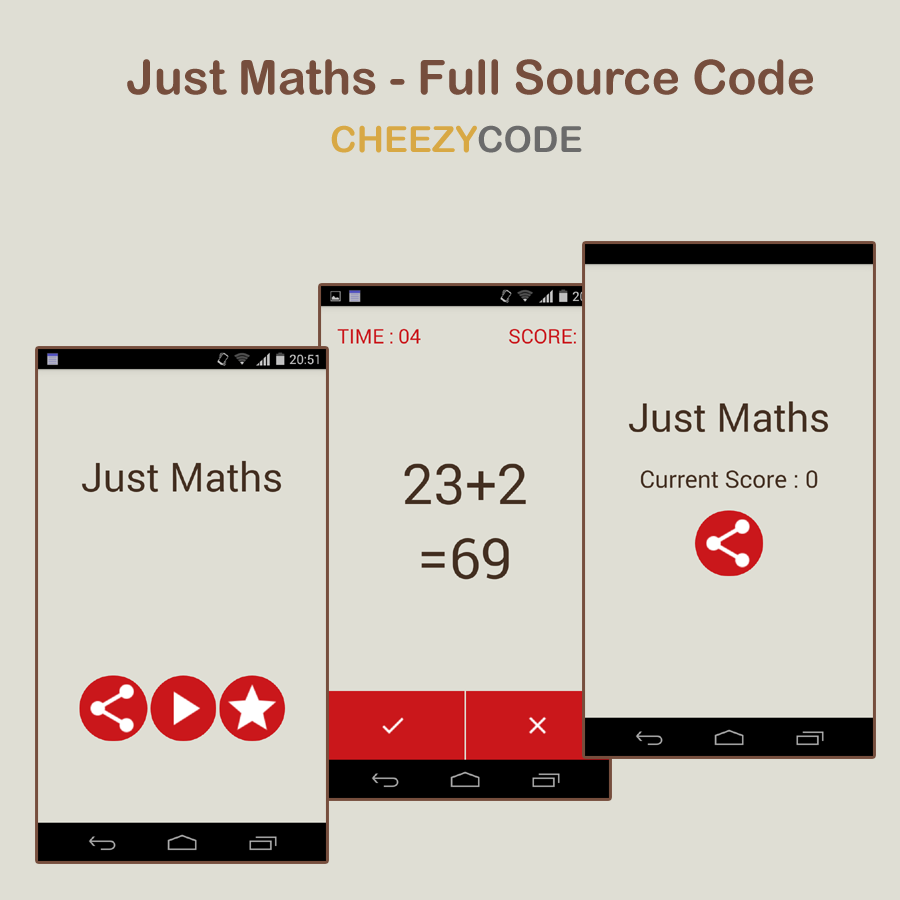 Just Maths - Full Source Code
CHEEZYCODE
20:51
Just Maths
TIME : 04
SCORE:
23+2
=69
Just Maths
Current Score : 0